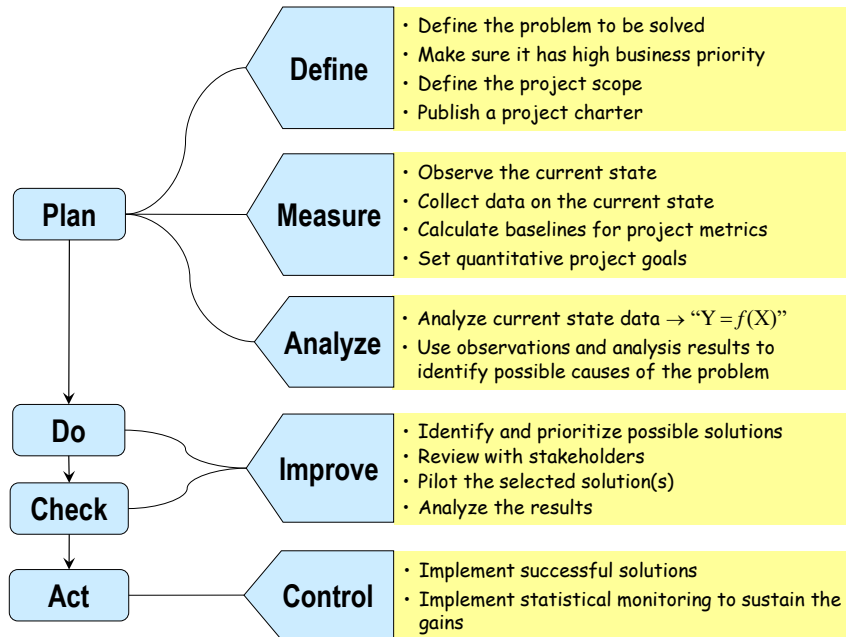 Define
• Define the problem to be solved
• Make sure it has high business priority
• Define the project scope
• Publish a project charter
Plan
Measure
• Observe the current state
• Collect data on the current state
• Calculate baselines for project metrics
• Set quantitative project goals
Analyze
• Analyze current state data → “Y = f(X)”
• Use observations and analysis results to
identify possible causes of the problem
Do
Check
Improve
• Identify and prioritize possible solutions
• Review with stakeholders
• Pilot the selected solution(s)
• Analyze the results
Act
Control
• Implement successful solutions
• Implement statistical monitoring to sustain the
gains